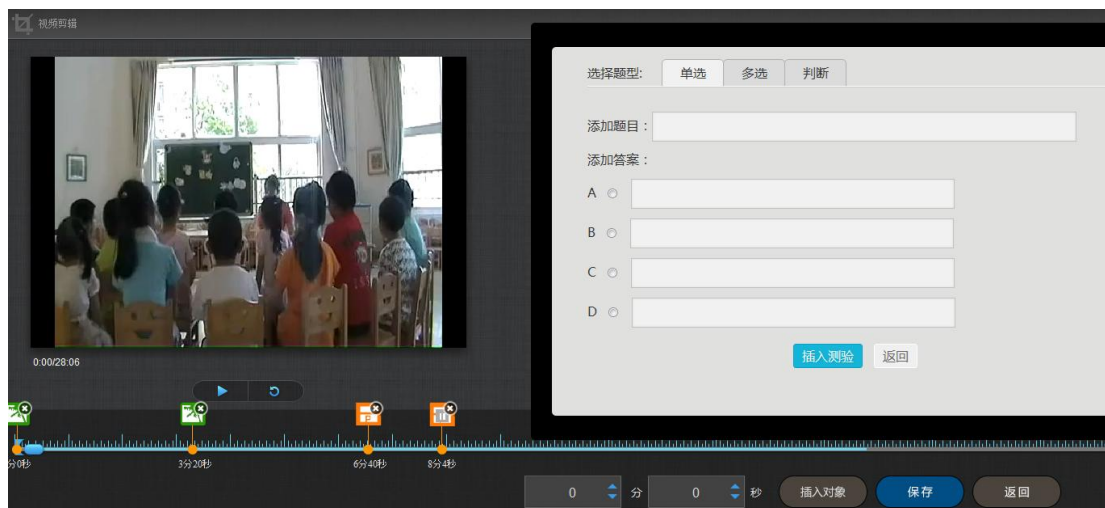 视频剪辑
选择题型: 单选 多选 判断
添加题目：
添加答案：
A
B
C
D
插入测验 返回
0:00/28:06
分0秒 3分20秒 6分40秒 8分4秒
0 分 0 秒 插入对象 保存 返回